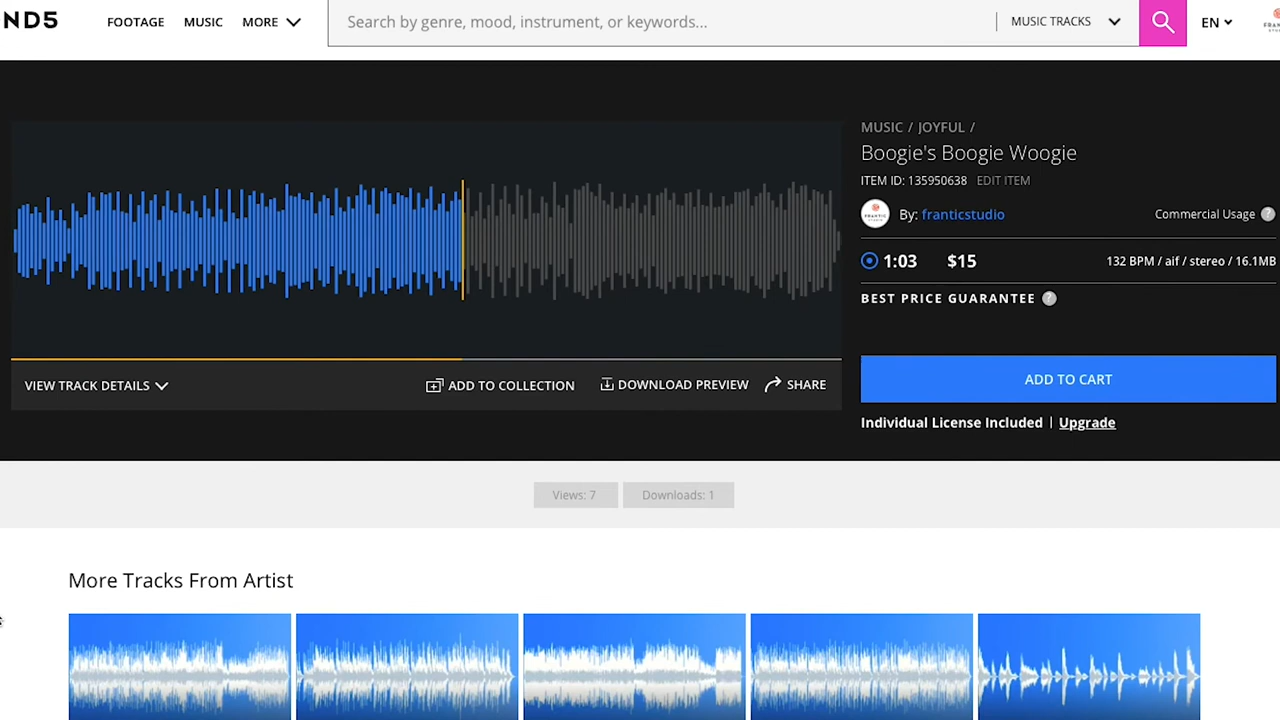 ND5
FOOTAGE MUSIC MORE
Search by genre, mood, instrument, or keywords...
MUSIC TRACKS
EN
MUSIC / JOYFUL /
Boogie's Boogie Woogie
ITEM ID: 135950638 EDIT ITEM
FRANTIC
By: franticstudio
Commercial Usage ?
1:03 $15 132 BPM / aif / stereo / 16.1MB
BEST PRICE GUARANTEE ?
ADD TO CART
Individual License Included | Upgrade
VIEW TRACK DETAILS
ADD TO COLLECTION
DOWNLOAD PREVIEW
SHARE
Views: 7
Downloads: 1
More Tracks From Artist